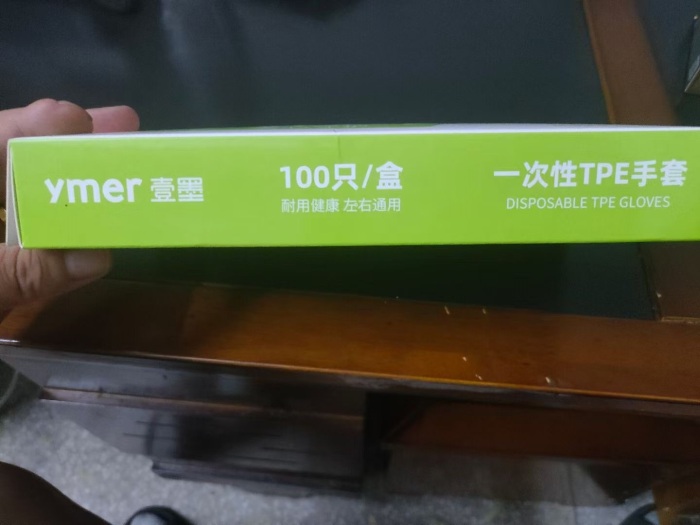 ymer 壹墨
100只/盒
耐用健康 左右通用
一次性TPE手套
DISPOSABLE TPE GLOVES